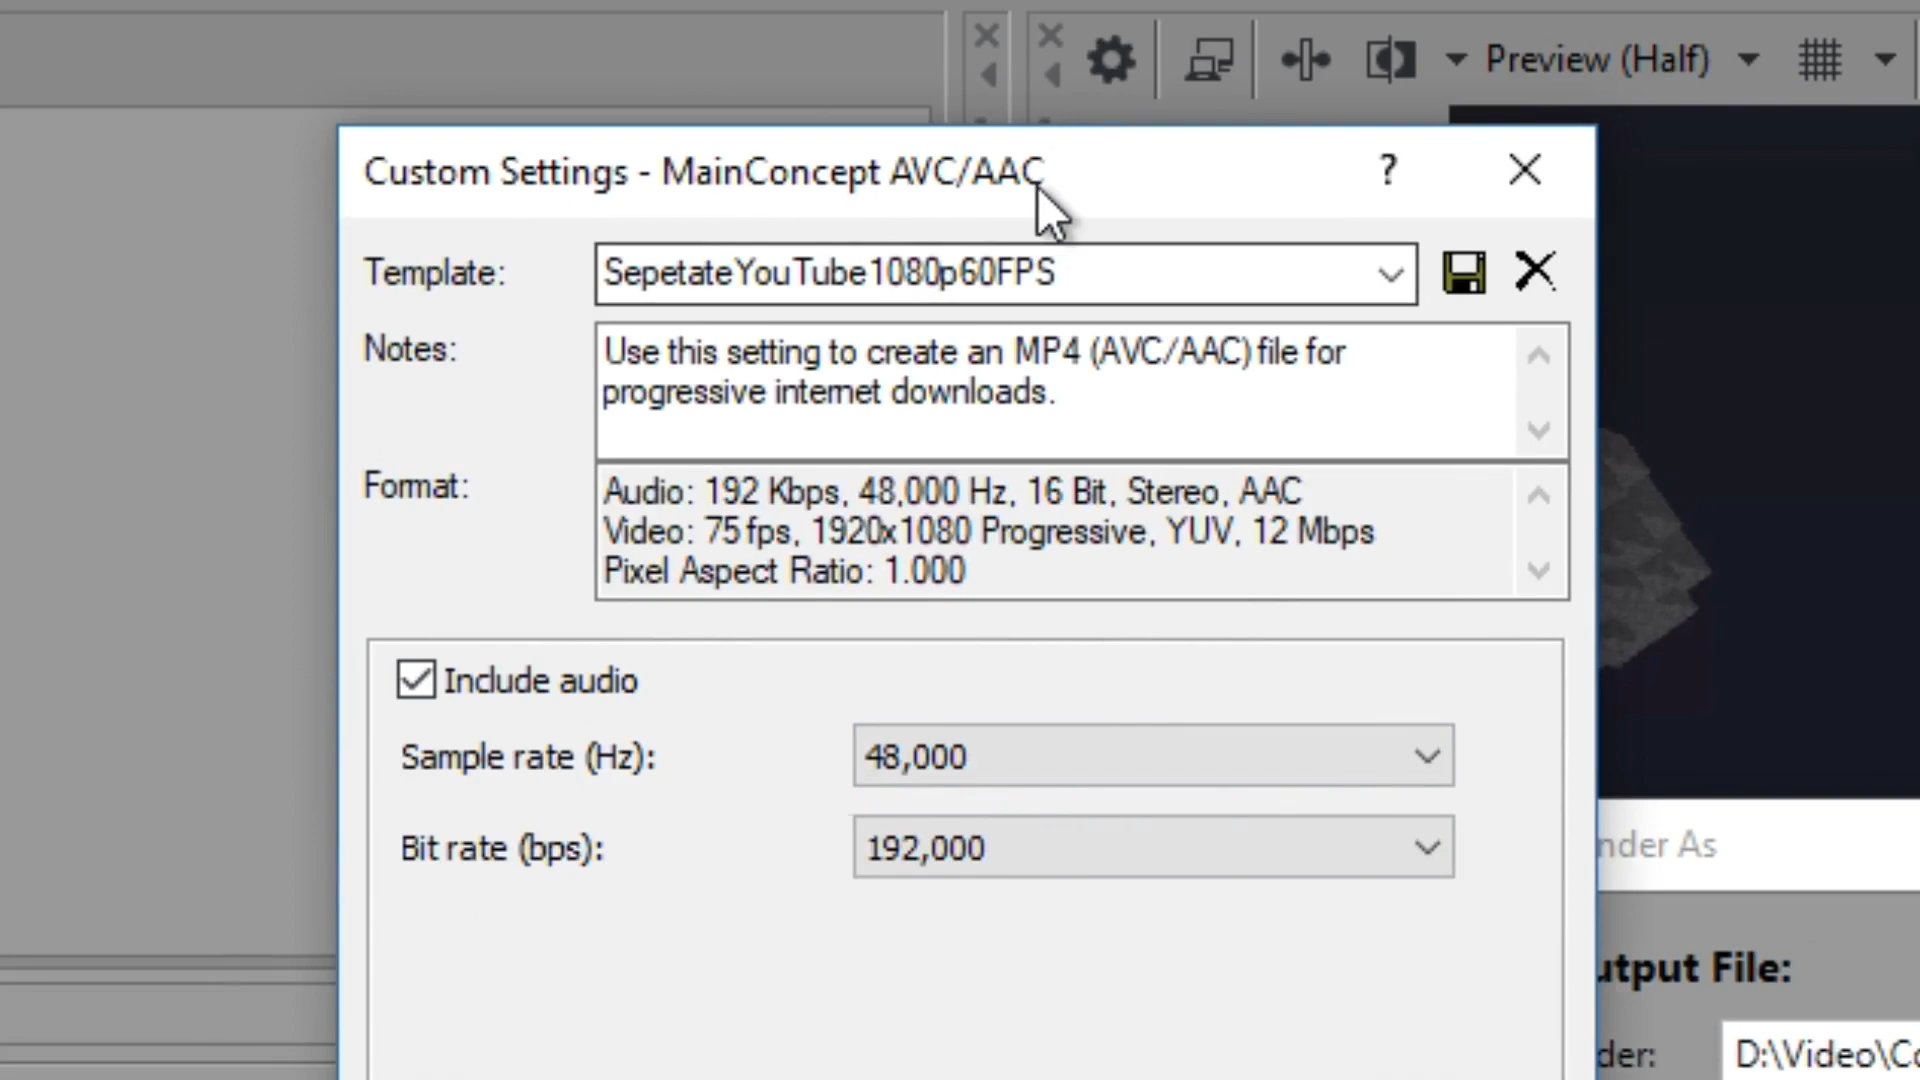 Preview (Half)
Custom Settings - MainConcept AVC/AAC
?
Template:
SepetateYouTube1080p60FPS
Notes:
Use this setting to create an MP4 (AVC/AAC) file for
progressive internet downloads.
Format:
Audio: 192 Kbps, 48,000 Hz, 16 Bit, Stereo, AAC
Video: 75 fps, 1920x1080 Progressive, YUV, 12 Mbps
Pixel Aspect Ratio: 1.000
Include audio
Sample rate (Hz):
48,000
Bit rate (bps):
192,000
nder As
utput File:
der:
D:\Video\Co